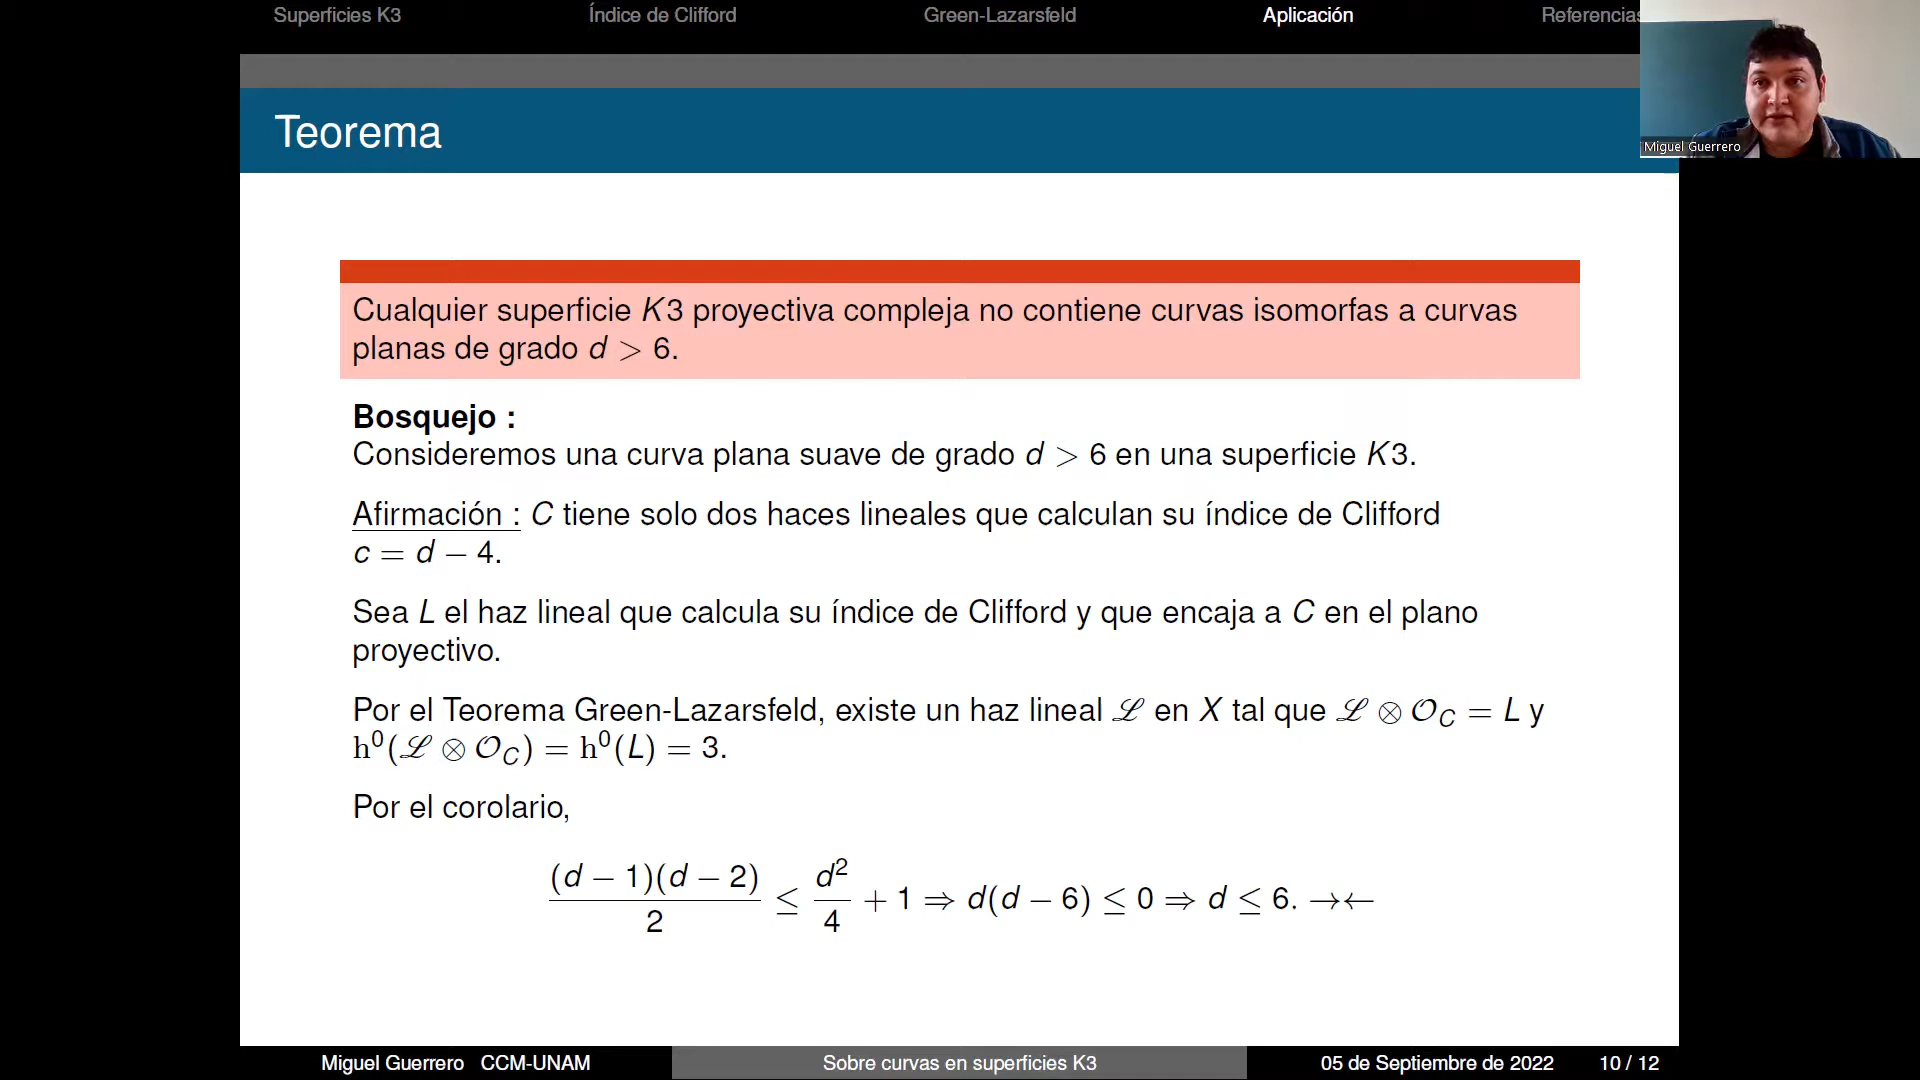 Superficies K3 Índice de Clifford Green-Lazarsfeld Aplicación Referencias
Miguel Guerrero
Teorema
Cualquier superficie K3 proyectiva compleja no contiene curvas isomorfas a curvas
planas de grado d > 6.
Bosquejo :
Consideremos una curva plana suave de grado d > 6 en una superficie K3.
Afirmación : C tiene solo dos haces lineales que calculan su índice de Clifford
c = d − 4.
Sea L el haz lineal que calcula su índice de Clifford y que encaja a C en el plano
proyectivo.
Por el Teorema Green-Lazarsfeld, existe un haz lineal ℒ en X tal que ℒ ⊗ 𝒪_C = L y
h⁰(ℒ ⊗ 𝒪_C) = h⁰(L) = 3.
Por el corolario,
(d − 1)(d − 2)/2 ≤ d²/4 + 1 ⇒ d(d − 6) ≤ 0 ⇒ d ≤ 6. →←
Miguel Guerrero CCM-UNAM Sobre curvas en superficies K3 05 de Septiembre de 2022 10 / 12